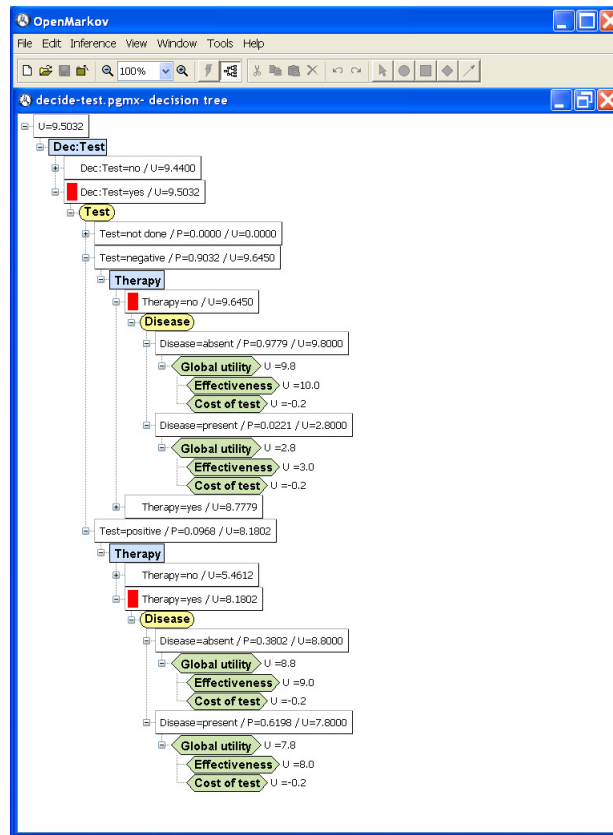 OpenMarkov
File Edit Inference View Window Tools Help
100%
decide-test.pgmx- decision tree
U=9.5032
Dec:Test
Dec:Test=no / U=9.4400
Dec:Test=yes / U=9.5032
Test
Test=not done / P=0.0000 / U=0.0000
Test=negative / P=0.9032 / U=9.6450
Therapy
Therapy=no / U=9.6450
Disease
Disease=absent / P=0.9779 / U=9.8000
Global utility U =9.8
Effectiveness U =10.0
Cost of test U =-0.2
Disease=present / P=0.0221 / U=2.8000
Global utility U =2.8
Effectiveness U =3.0
Cost of test U =-0.2
Therapy=yes / U=8.7779
Test=positive / P=0.0968 / U=8.1802
Therapy
Therapy=no / U=5.4612
Therapy=yes / U=8.1802
Disease
Disease=absent / P=0.3802 / U=8.8000
Global utility U =8.8
Effectiveness U =9.0
Cost of test U =-0.2
Disease=present / P=0.6198 / U=7.8000
Global utility U =7.8
Effectiveness U =8.0
Cost of test U =-0.2